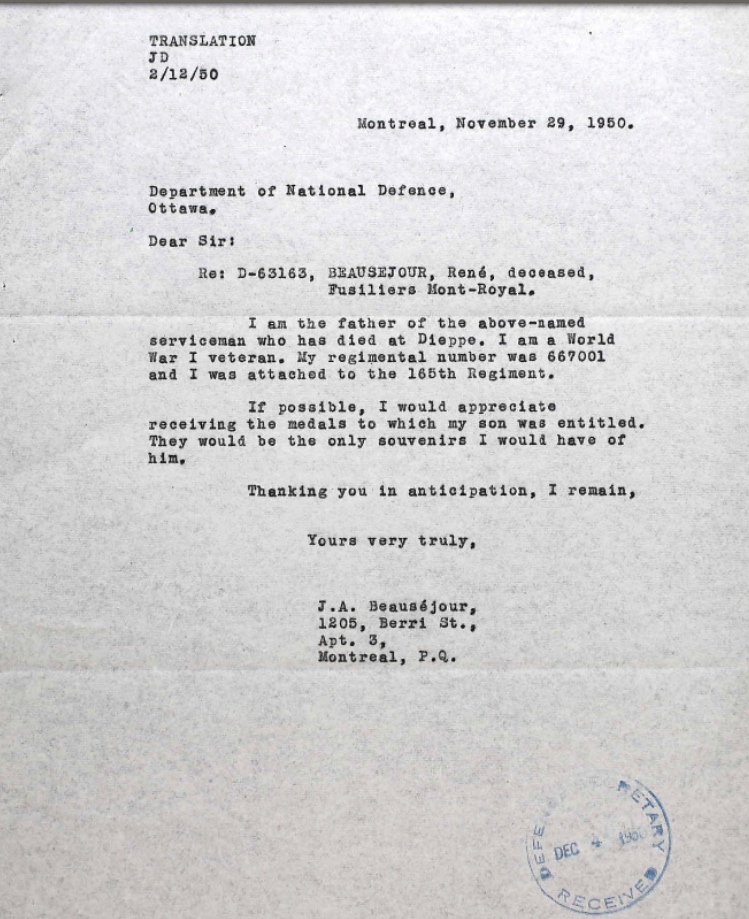 TRANSLATION
JD
2/12/50
Montreal, November 29, 1950.
Department of National Defence,
Ottawa.
Dear Sir:
Re: D-63163, BEAUSEJOUR, René, deceased,
Fusiliers Mont-Royal.
I am the father of the above-named
serviceman who has died at Dieppe. I am a World
War I veteran. My regimental number was 667001
and I was attached to the 165th Regiment.
If possible, I would appreciate
receiving the medals to which my son was entitled.
They would be the only souvenirs I would have of
him.
Thanking you in anticipation, I remain,
Yours very truly,
J.A. Beauséjour,
1205, Berri St.,
Apt. 3,
Montreal, P.Q.
DEC 4
RECEIVED